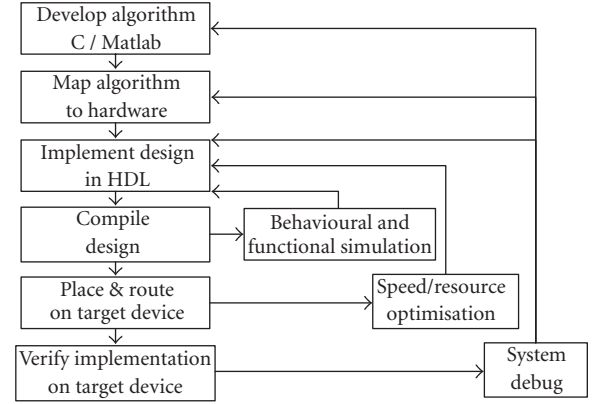 Develop algorithm
C / Matlab
Map algorithm
to hardware
Implement design
in HDL
Compile
design
Behavioural and
functional simulation
Place & route
on target device
Speed/resource
optimisation
Verify implementation
on target device
System
debug